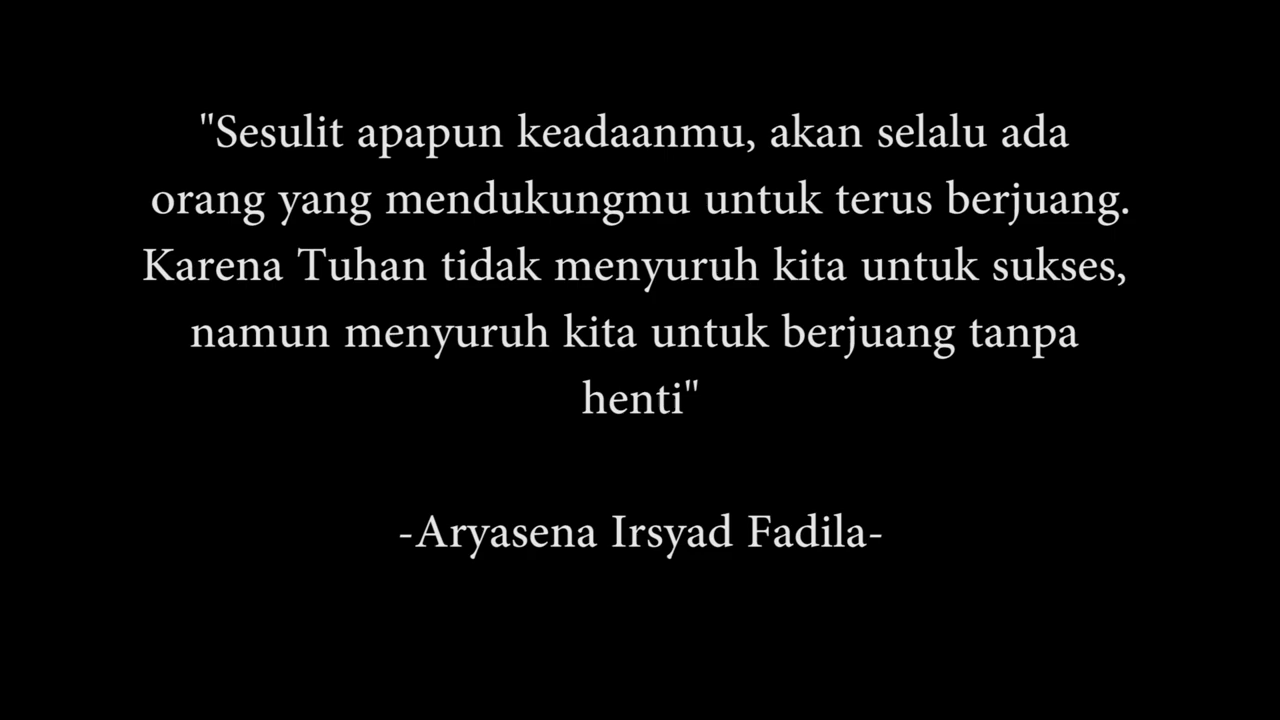 "Sesulit apapun keadaanmu, akan selalu ada
orang yang mendukungmu untuk terus berjuang.
Karena Tuhan tidak menyuruh kita untuk sukses,
namun menyuruh kita untuk berjuang tanpa
henti"
-Aryasena Irsyad Fadila-